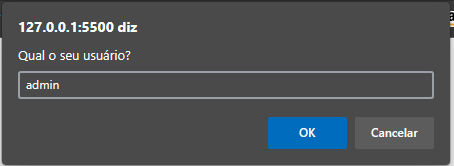 127.0.0.1:5500 diz
Qual o seu usuário?
admin
OK
Cancelar